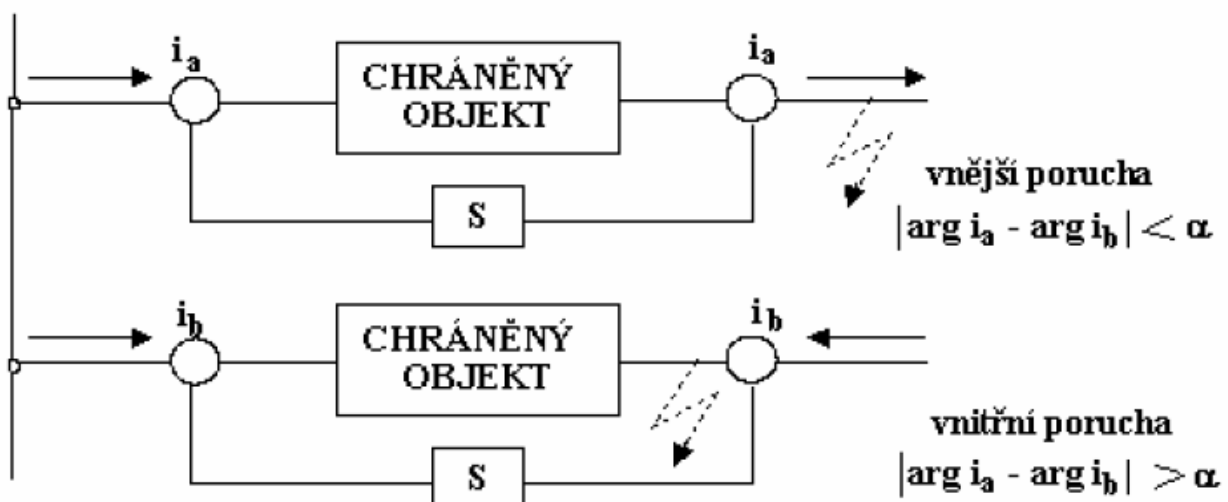 i_a
i_a
CHRÁNĚNÝ
OBJEKT
S
vnější porucha
|arg i_a - arg i_b| < α
i_b
i_b
CHRÁNĚNÝ
OBJEKT
S
vnitřní porucha
|arg i_a - arg i_b| > α